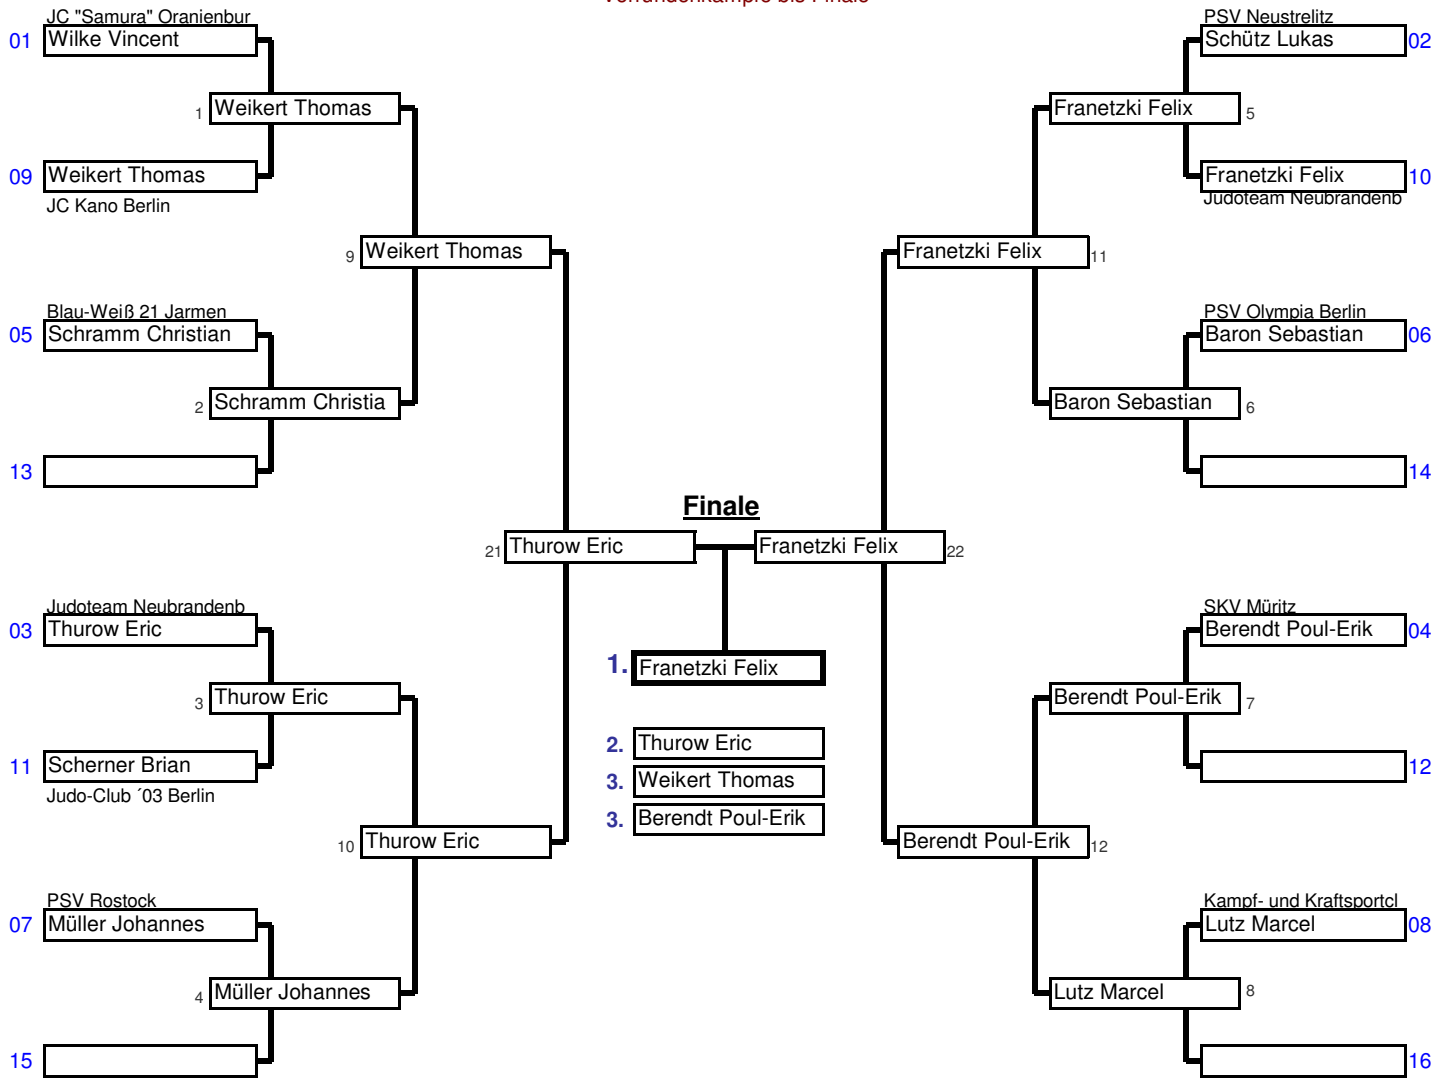 Vorrundenkämpfe bis Finale
JC "Samura" Oranienbur
01 Wilke Vincent
1 Weikert Thomas
09 Weikert Thomas
JC Kano Berlin
9 Weikert Thomas
Blau-Weiß 21 Jarmen
05 Schramm Christian
2 Schramm Christia
13
21 Thurow Eric
Judoteam Neubrandenb
03 Thurow Eric
3 Thurow Eric
11 Scherner Brian
Judo-Club ´03 Berlin
10 Thurow Eric
PSV Rostock
07 Müller Johannes
4 Müller Johannes
15
Finale
1. Franetzki Felix
2. Thurow Eric
3. Weikert Thomas
3. Berendt Poul-Erik
PSV Neustrelitz
Schütz Lukas 02
Franetzki Felix 5
Franetzki Felix 10
Judoteam Neubrandenb
Franetzki Felix 11
PSV Olympia Berlin
Baron Sebastian 06
Baron Sebastian 6
14
Franetzki Felix 22
SKV Müritz
Berendt Poul-Erik 04
Berendt Poul-Erik 7
12
Berendt Poul-Erik 12
Kampf- und Kraftsportcl
Lutz Marcel 08
Lutz Marcel 8
16